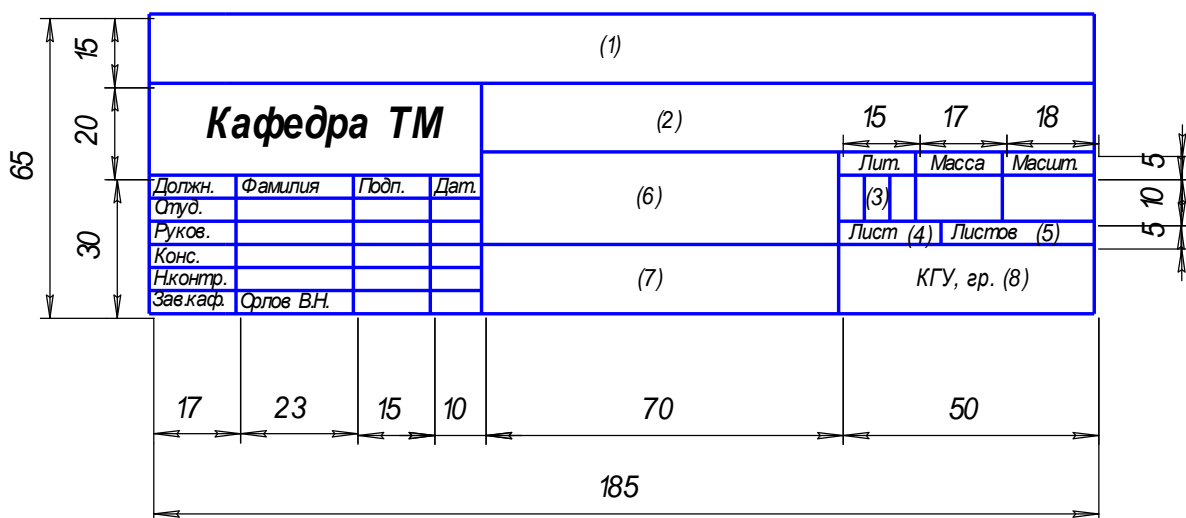 (1)
15
20
65
30
Кафедра ТМ
(2)
15 17 18
Лит. Масса Масшт.
5
10
5
Должн. Фамилия Подп. Дат.
Студ.
Руков.
Конс.
Н.контр.
Зав.каф. Орлов В.Н.
(6)
(3)
Лист (4) Листов (5)
(7)
КГУ, гр. (8)
17 23 15 10 70 50
185